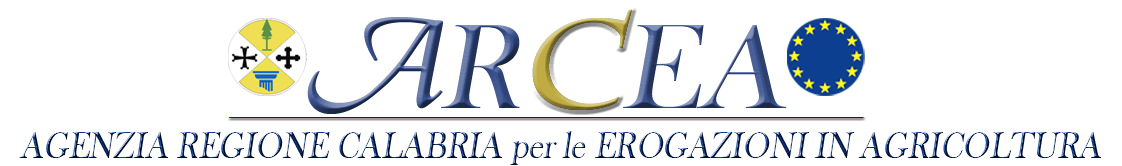 ARCEA
AGENZIA REGIONE CALABRIA per le EROGAZIONI IN AGRICOLTURA